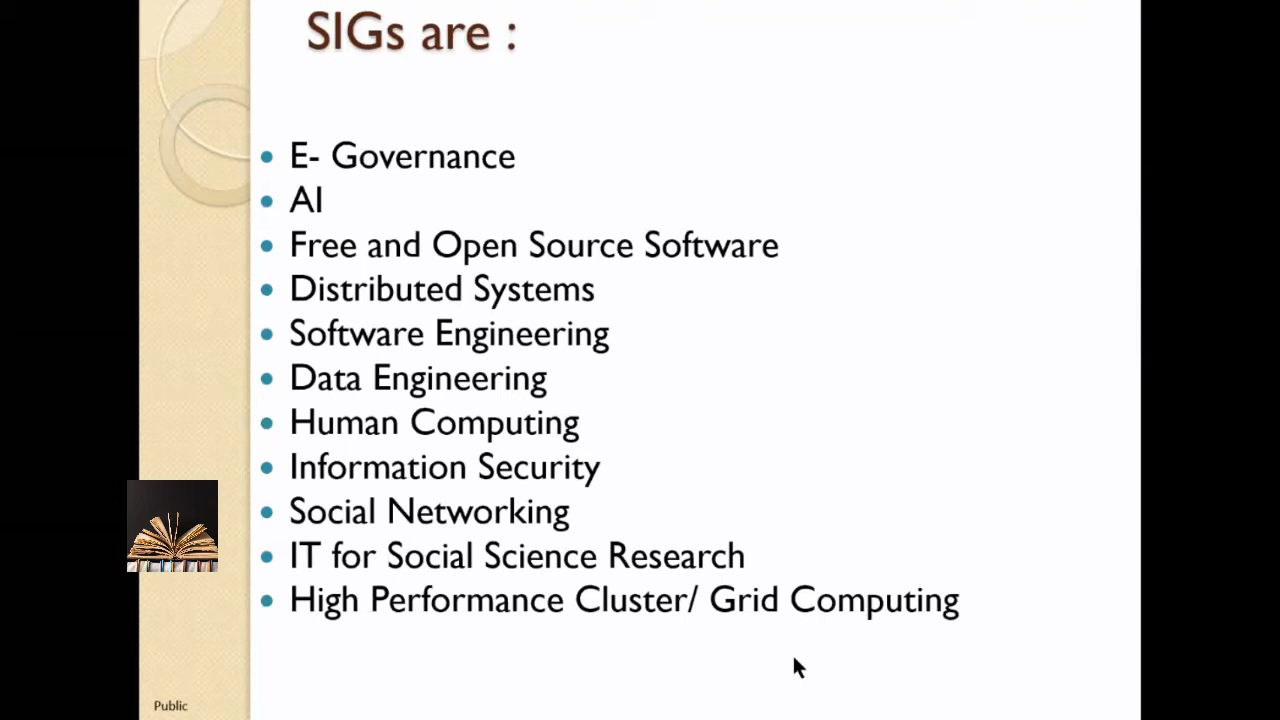 SIGs are :
E- Governance
AI
Free and Open Source Software
Distributed Systems
Software Engineering
Data Engineering
Human Computing
Information Security
Social Networking
IT for Social Science Research
High Performance Cluster/ Grid Computing
Public